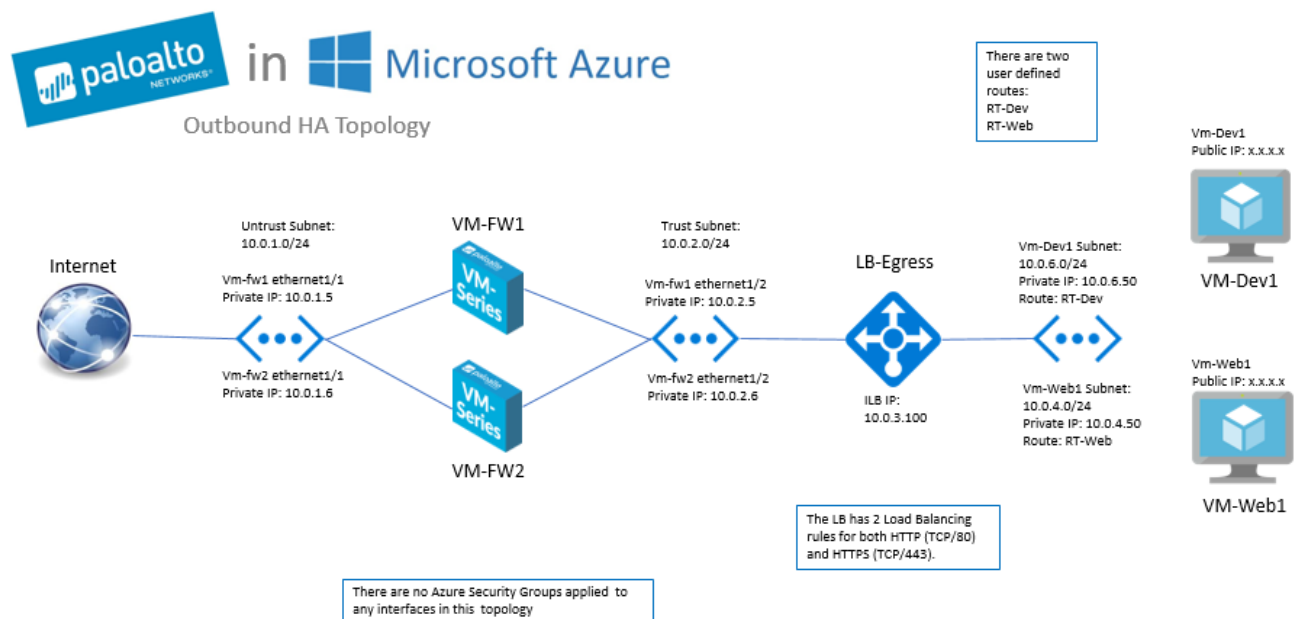 paloalto
NETWORKS®
in
Microsoft Azure
Outbound HA Topology
There are two
user defined
routes:
RT-Dev
RT-Web
Vm-Dev1
Public IP: x.x.x.x
VM-Dev1
Internet
Untrust Subnet:
10.0.1.0/24
Vm-fw1 ethernet1/1
Private IP: 10.0.1.5
Vm-fw2 ethernet1/1
Private IP: 10.0.1.6
VM-FW1
paloalto
VM-
Series
paloalto
VM-
Series
VM-FW2
Trust Subnet:
10.0.2.0/24
Vm-fw1 ethernet1/2
Private IP: 10.0.2.5
Vm-fw2 ethernet1/2
Private IP: 10.0.2.6
LB-Egress
ILB IP:
10.0.3.100
Vm-Dev1 Subnet:
10.0.6.0/24
Private IP: 10.0.6.50
Route: RT-Dev
Vm-Web1 Subnet:
10.0.4.0/24
Private IP: 10.0.4.50
Route: RT-Web
Vm-Web1
Public IP: x.x.x.x
VM-Web1
The LB has 2 Load Balancing
rules for both HTTP (TCP/80)
and HTTPS (TCP/443).
There are no Azure Security Groups applied to
any interfaces in this topology